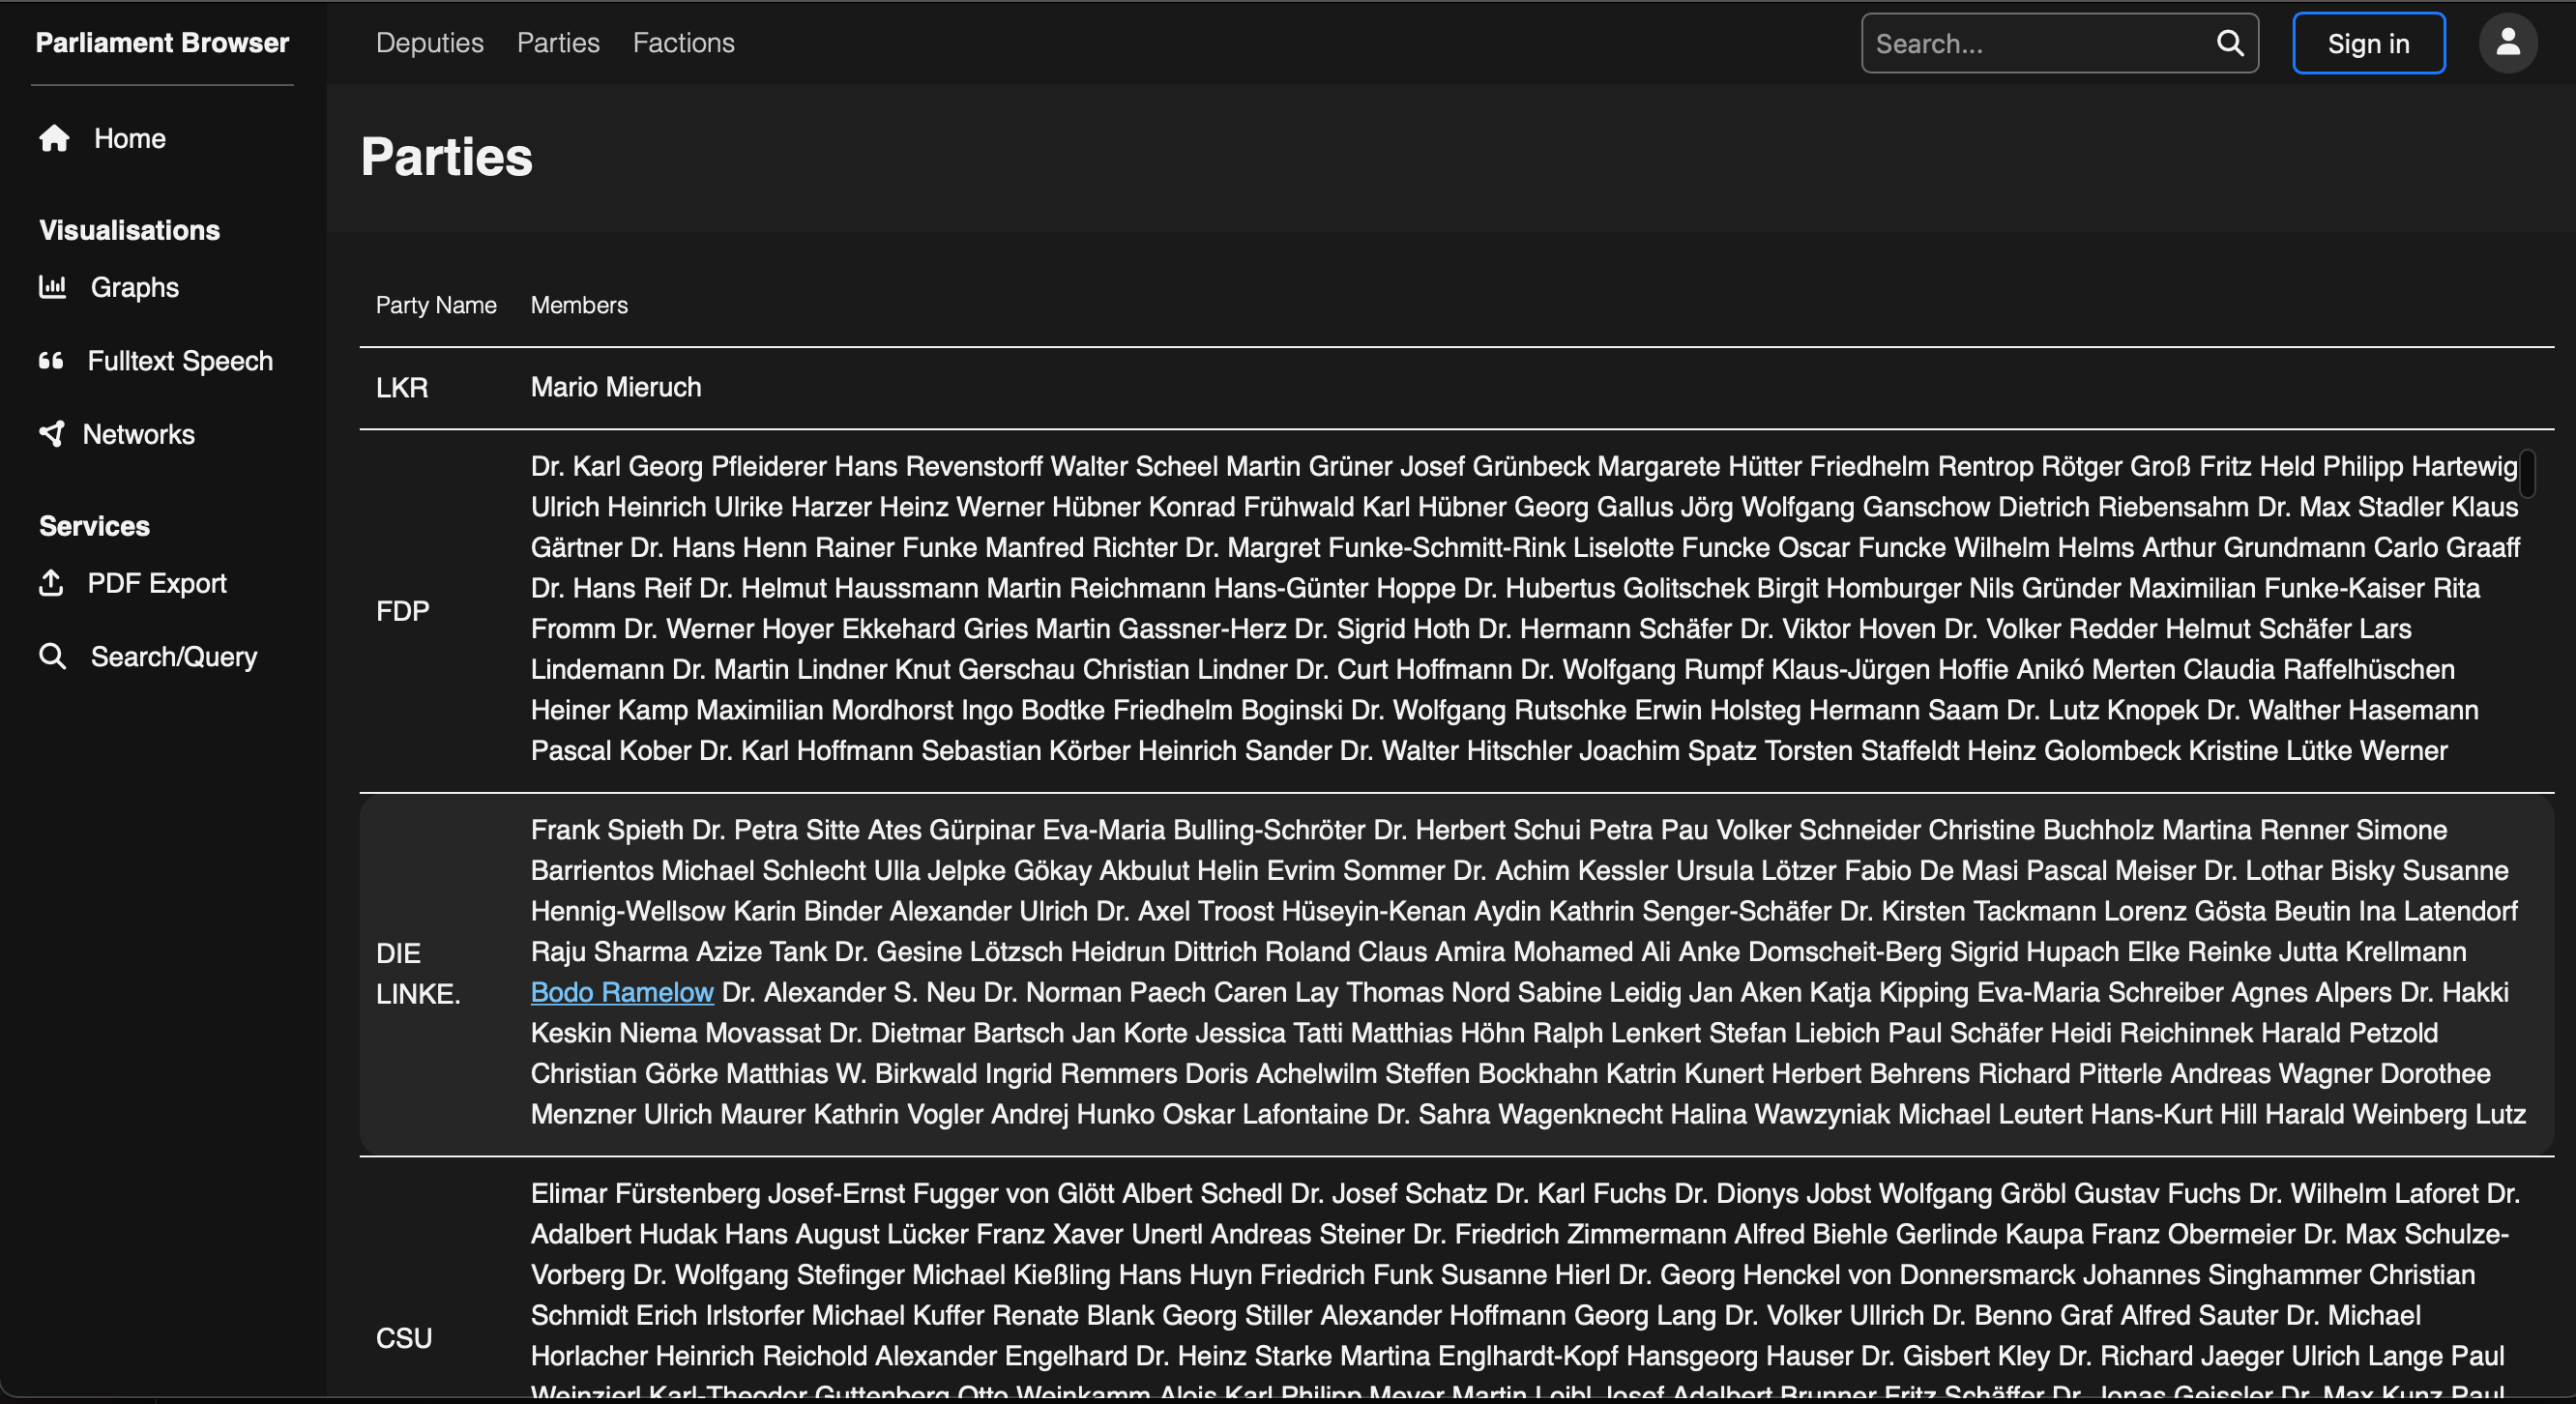 Parliament Browser
Deputies
Parties
Factions
Search...
Sign in
Home
Visualisations
Graphs
Fulltext Speech
Networks
Services
PDF Export
Search/Query
Parties
Party Name
Members
LKR
Mario Mieruch
FDP
Dr. Karl Georg Pfleiderer Hans Revenstorff Walter Scheel Martin Grüner Josef Grünbeck Margarete Hütter Friedhelm Rentrop Rötger Groß Fritz Held Philipp Hartewig
Ulrich Heinrich Ulrike Harzer Heinz Werner Hübner Konrad Frühwald Karl Hübner Georg Gallus Jörg Wolfgang Ganschow Dietrich Riebensahm Dr. Max Stadler Klaus
Gärtner Dr. Hans Henn Rainer Funke Manfred Richter Dr. Margret Funke-Schmitt-Rink Liselotte Funcke Oscar Funcke Wilhelm Helms Arthur Grundmann Carlo Graaff
Dr. Hans Reif Dr. Helmut Haussmann Martin Reichmann Hans-Günter Hoppe Dr. Hubertus Golitschek Birgit Homburger Nils Gründer Maximilian Funke-Kaiser Rita
Fromm Dr. Werner Hoyer Ekkehard Gries Martin Gassner-Herz Dr. Sigrid Hoth Dr. Hermann Schäfer Dr. Viktor Hoven Dr. Volker Redder Helmut Schäfer Lars
Lindemann Dr. Martin Lindner Knut Gerschau Christian Lindner Dr. Curt Hoffmann Dr. Wolfgang Rumpf Klaus-Jürgen Hoffie Anikó Merten Claudia Raffelhüschen
Heiner Kamp Maximilian Mordhorst Ingo Bodtke Friedhelm Boginski Dr. Wolfgang Rutschke Erwin Holsteg Hermann Saam Dr. Lutz Knopek Dr. Walther Hasemann
Pascal Kober Dr. Karl Hoffmann Sebastian Körber Heinrich Sander Dr. Walter Hitschler Joachim Spatz Torsten Staffeldt Heinz Golombeck Kristine Lütke Werner
DIE
LINKE.
Frank Spieth Dr. Petra Sitte Ates Gürpinar Eva-Maria Bulling-Schröter Dr. Herbert Schui Petra Pau Volker Schneider Christine Buchholz Martina Renner Simone
Barrientos Michael Schlecht Ulla Jelpke Gökay Akbulut Helin Evrim Sommer Dr. Achim Kessler Ursula Lötzer Fabio De Masi Pascal Meiser Dr. Lothar Bisky Susanne
Hennig-Wellsow Karin Binder Alexander Ulrich Dr. Axel Troost Hüseyin-Kenan Aydin Kathrin Senger-Schäfer Dr. Kirsten Tackmann Lorenz Gösta Beutin Ina Latendorf
Raju Sharma Azize Tank Dr. Gesine Lötzsch Heidrun Dittrich Roland Claus Amira Mohamed Ali Anke Domscheit-Berg Sigrid Hupach Elke Reinke Jutta Krellmann
Bodo Ramelow Dr. Alexander S. Neu Dr. Norman Paech Caren Lay Thomas Nord Sabine Leidig Jan Aken Katja Kipping Eva-Maria Schreiber Agnes Alpers Dr. Hakki
Keskin Niema Movassat Dr. Dietmar Bartsch Jan Korte Jessica Tatti Matthias Höhn Ralph Lenkert Stefan Liebich Paul Schäfer Heidi Reichinnek Harald Petzold
Christian Görke Matthias W. Birkwald Ingrid Remmers Doris Achelwilm Steffen Bockhahn Katrin Kunert Herbert Behrens Richard Pitterle Andreas Wagner Dorothee
Menzner Ulrich Maurer Kathrin Vogler Andrej Hunko Oskar Lafontaine Dr. Sahra Wagenknecht Halina Wawzyniak Michael Leutert Hans-Kurt Hill Harald Weinberg Lutz
CSU
Elimar Fürstenberg Josef-Ernst Fugger von Glött Albert Schedl Dr. Josef Schatz Dr. Karl Fuchs Dr. Dionys Jobst Wolfgang Gröbl Gustav Fuchs Dr. Wilhelm Laforet Dr.
Adalbert Hudak Hans August Lücker Franz Xaver Unertl Andreas Steiner Dr. Friedrich Zimmermann Alfred Biehle Gerlinde Kaupa Franz Obermeier Dr. Max Schulze-
Vorberg Dr. Wolfgang Stefinger Michael Kießling Hans Huyn Friedrich Funk Susanne Hierl Dr. Georg Henckel von Donnersmarck Johannes Singhammer Christian
Schmidt Erich Irlstorfer Michael Kuffer Renate Blank Georg Stiller Alexander Hoffmann Georg Lang Dr. Volker Ullrich Dr. Benno Graf Alfred Sauter Dr. Michael
Horlacher Heinrich Reichold Alexander Engelhard Dr. Heinz Starke Martina Englhardt-Kopf Hansgeorg Hauser Dr. Gisbert Kley Dr. Richard Jaeger Ulrich Lange Paul
Weinzierl Karl-Theodor Guttenberg Otto Weinkamm Alois Karl Philipp Meyer Martin Loibl Josef Adalbert Brunner Fritz Schäffer Dr. Jonas Geissler Dr. Max Kunz Paul